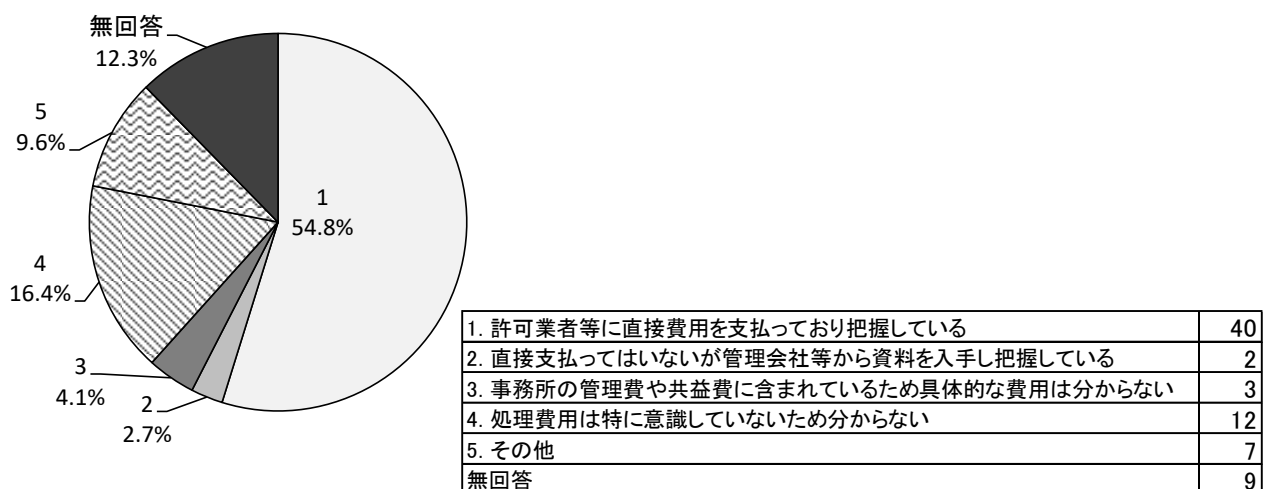 無回答
12.3%
5
9.6%
1
54.8%
4
16.4%
3
4.1%
2
2.7%
1. 許可業者等に直接費用を支払っており把握している 40
2. 直接支払ってはいないが管理会社等から資料を入手し把握している 2
3. 事務所の管理費や共益費に含まれているため具体的な費用は分からない 3
4. 処理費用は特に意識していないため分からない 12
5. その他 7
無回答 9